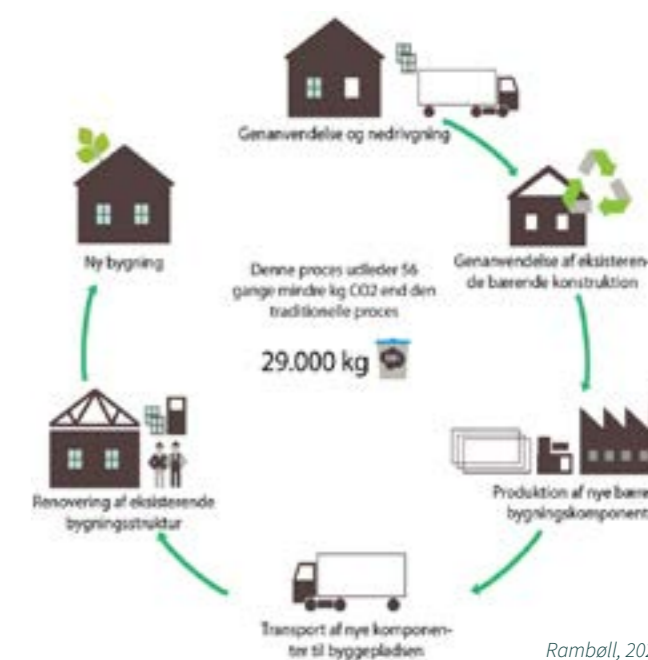 Genanvendelse og nedrivgning
Genanvendelse af eksisteren-
de bærende konstruktion
Produktion af nye bære
bygningskomponent
Transport af nye komponen-
ter til byggepladsen
Renovering af eksisterende
bygningsstruktur
Ny bygning
Denne proces udleder 56
gange mindre kg CO2 end den
traditionelle proces
29.000 kg
Rambøll, 202